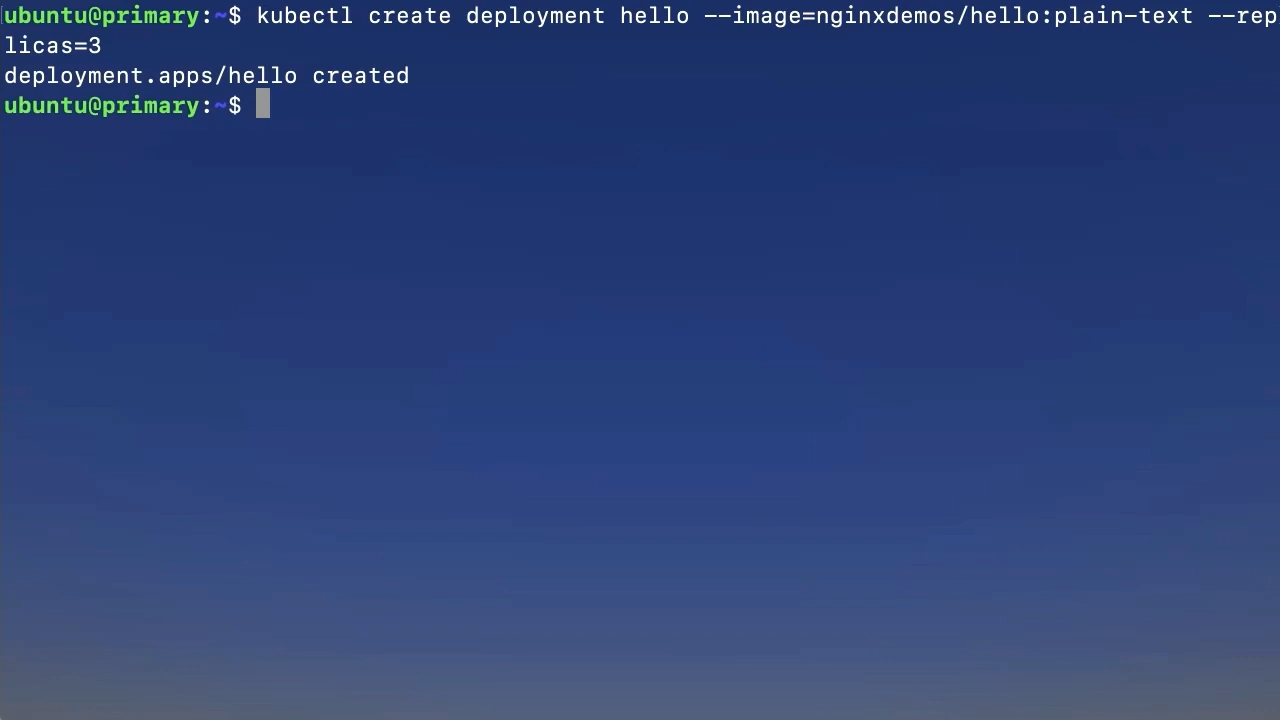 ubuntu@primary:~$ kubectl create deployment hello --image=nginxdemos/hello:plain-text --rep
licas=3
deployment.apps/hello created
ubuntu@primary:~$